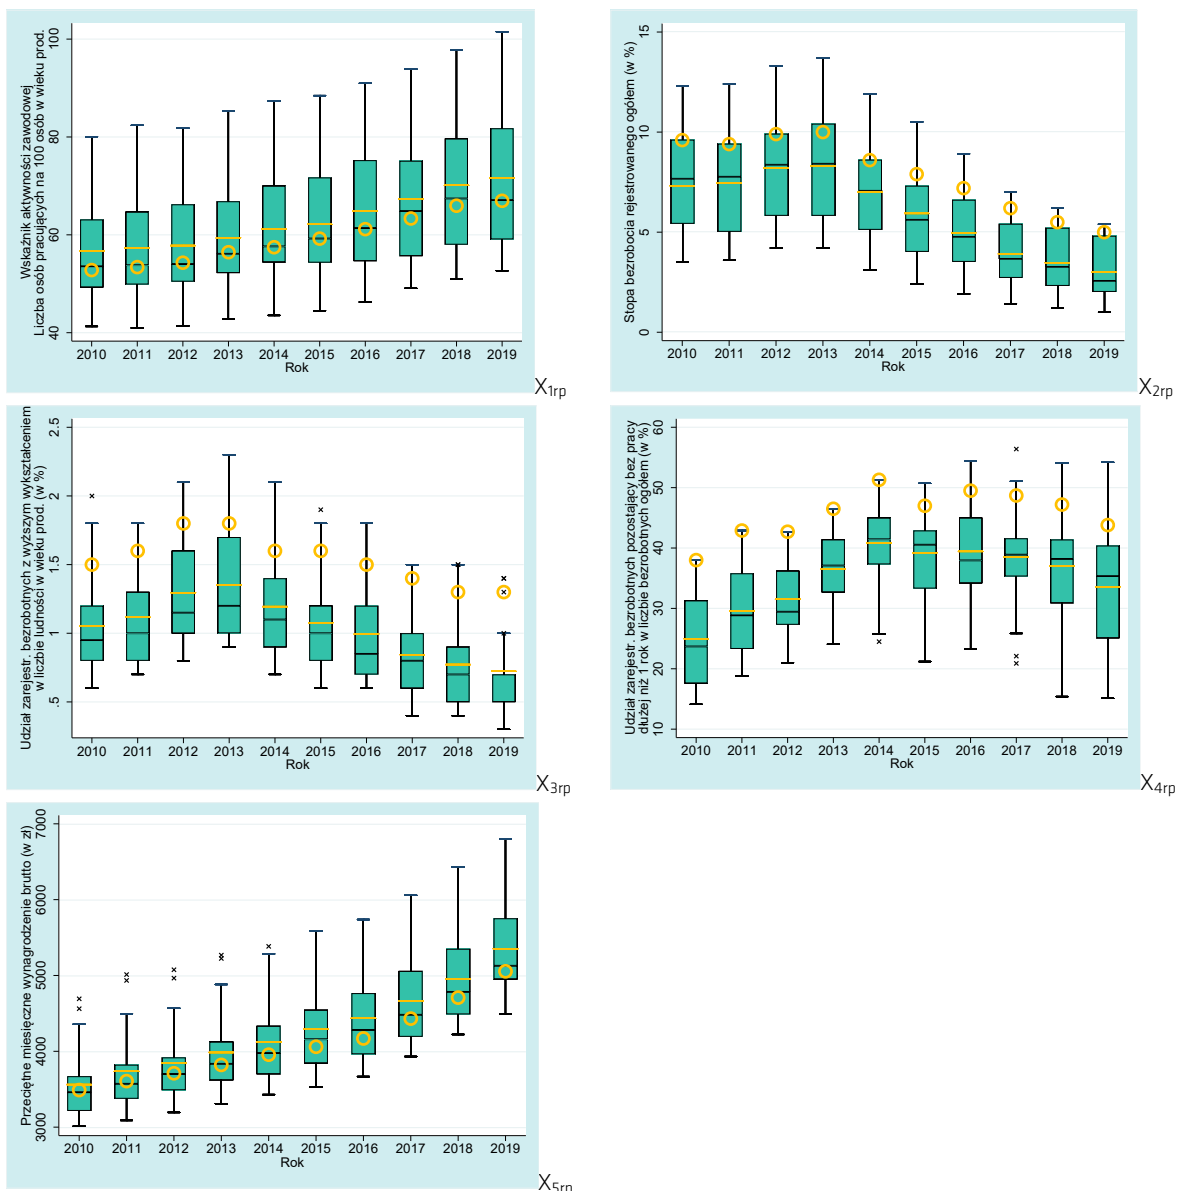 Wskaźnik aktywności zawodowej
Liczba osób pracujących na 100 osób w wieku prod.
100
80
60
40
2010 2011 2012 2013 2014 2015 2016 2017 2018 2019
Rok
X1rp
Stopa bezrobocia rejestrowanego ogółem (w %)
15
10
5
0
2010 2011 2012 2013 2014 2015 2016 2017 2018 2019
Rok
X2rp
Udział zarejestr. bezrobotnych z wyższym wykształceniem
w liczbie ludności w wieku prod. (w %)
2.5
2
1.5
1
.5
2010 2011 2012 2013 2014 2015 2016 2017 2018 2019
Rok
X3rp
Udział zarejestr. bezrobotnych pozostający bez pracy
dłużej niż 1 rok w liczbie bezrobotnych ogółem (w %)
60
50
40
30
20
10
2010 2011 2012 2013 2014 2015 2016 2017 2018 2019
Rok
X4rp
Przeciętne miesięczne wynagrodzenie brutto (w zł)
7000
6000
5000
4000
3000
2010 2011 2012 2013 2014 2015 2016 2017 2018 2019
Rok
X5rp